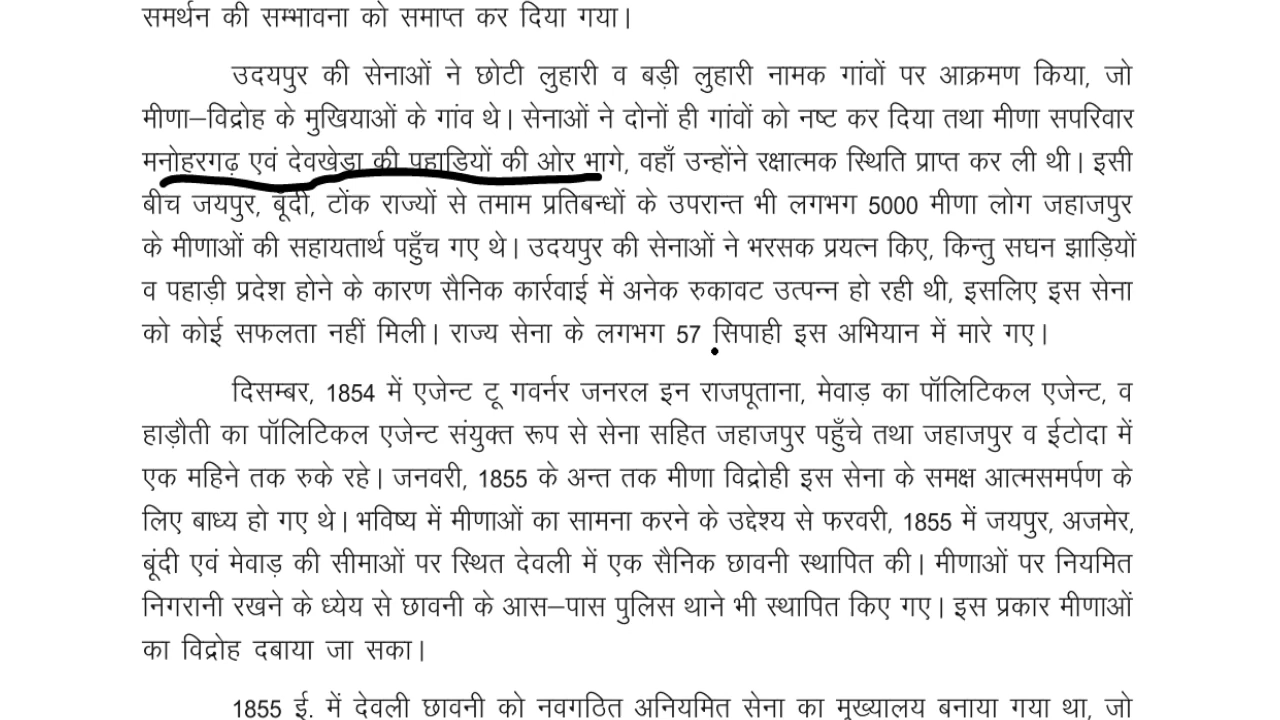 समर्थन की सम्भावना को समाप्त कर दिया गया।
उदयपुर की सेनाओं ने छोटी लुहारी व बड़ी लुहारी नामक गांवों पर आक्रमण किया, जो
मीणा–विद्रोह के मुखियाओं के गांव थे। सेनाओं ने दोनों ही गांवों को नष्ट कर दिया तथा मीणा सपरिवार
मनोहरगढ़ एवं देवखेड़ा की पहाड़ियों की ओर भागे, वहाँ उन्होंने रक्षात्मक स्थिति प्राप्त कर ली थी। इसी
बीच जयपुर, बूंदी, टोंक राज्यों से तमाम प्रतिबन्धों के उपरान्त भी लगभग 5000 मीणा लोग जहाजपुर
के मीणाओं की सहायतार्थ पहुँच गए थे। उदयपुर की सेनाओं ने भरसक प्रयत्न किए, किन्तु सघन झाड़ियों
व पहाड़ी प्रदेश होने के कारण सैनिक कार्रवाई में अनेक रुकावट उत्पन्न हो रही थी, इसलिए इस सेना
को कोई सफलता नहीं मिली। राज्य सेना के लगभग 57 सिपाही इस अभियान में मारे गए।
दिसम्बर, 1854 में एजेन्ट टू गवर्नर जनरल इन राजपूताना, मेवाड़ का पॉलिटिकल एजेन्ट, व
हाड़ौती का पॉलिटिकल एजेन्ट संयुक्त रूप से सेना सहित जहाजपुर पहुँचे तथा जहाजपुर व ईटोदा में
एक महिने तक रुके रहे। जनवरी, 1855 के अन्त तक मीणा विद्रोही इस सेना के समक्ष आत्मसमर्पण के
लिए बाध्य हो गए थे। भविष्य में मीणाओं का सामना करने के उद्देश्य से फरवरी, 1855 में जयपुर, अजमेर,
बूंदी एवं मेवाड़ की सीमाओं पर स्थित देवली में एक सैनिक छावनी स्थापित की। मीणाओं पर नियमित
निगरानी रखने के ध्येय से छावनी के आस–पास पुलिस थाने भी स्थापित किए गए। इस प्रकार मीणाओं
का विद्रोह दबाया जा सका।
1855 ई. में देवली छावनी को नवगठित अनियमित सेना का मुख्यालय बनाया गया था, जो